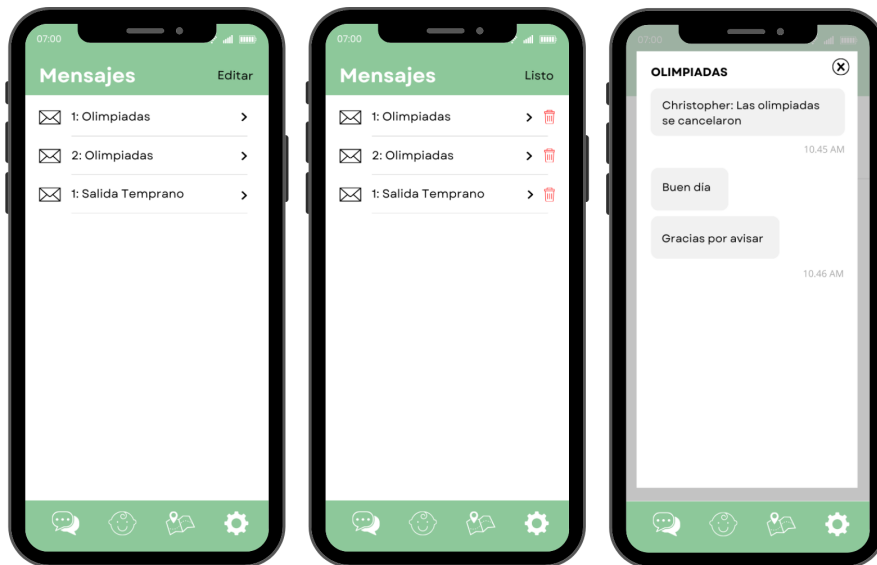 07:00
Mensajes
Editar
1: Olimpiadas
2: Olimpiadas
1: Salida Temprano
07:00
Mensajes
Listo
1: Olimpiadas
2: Olimpiadas
1: Salida Temprano
07:00
OLIMPIADAS
Christopher: Las olimpiadas
se cancelaron
10.45 AM
Buen día
Gracias por avisar
10.46 AM